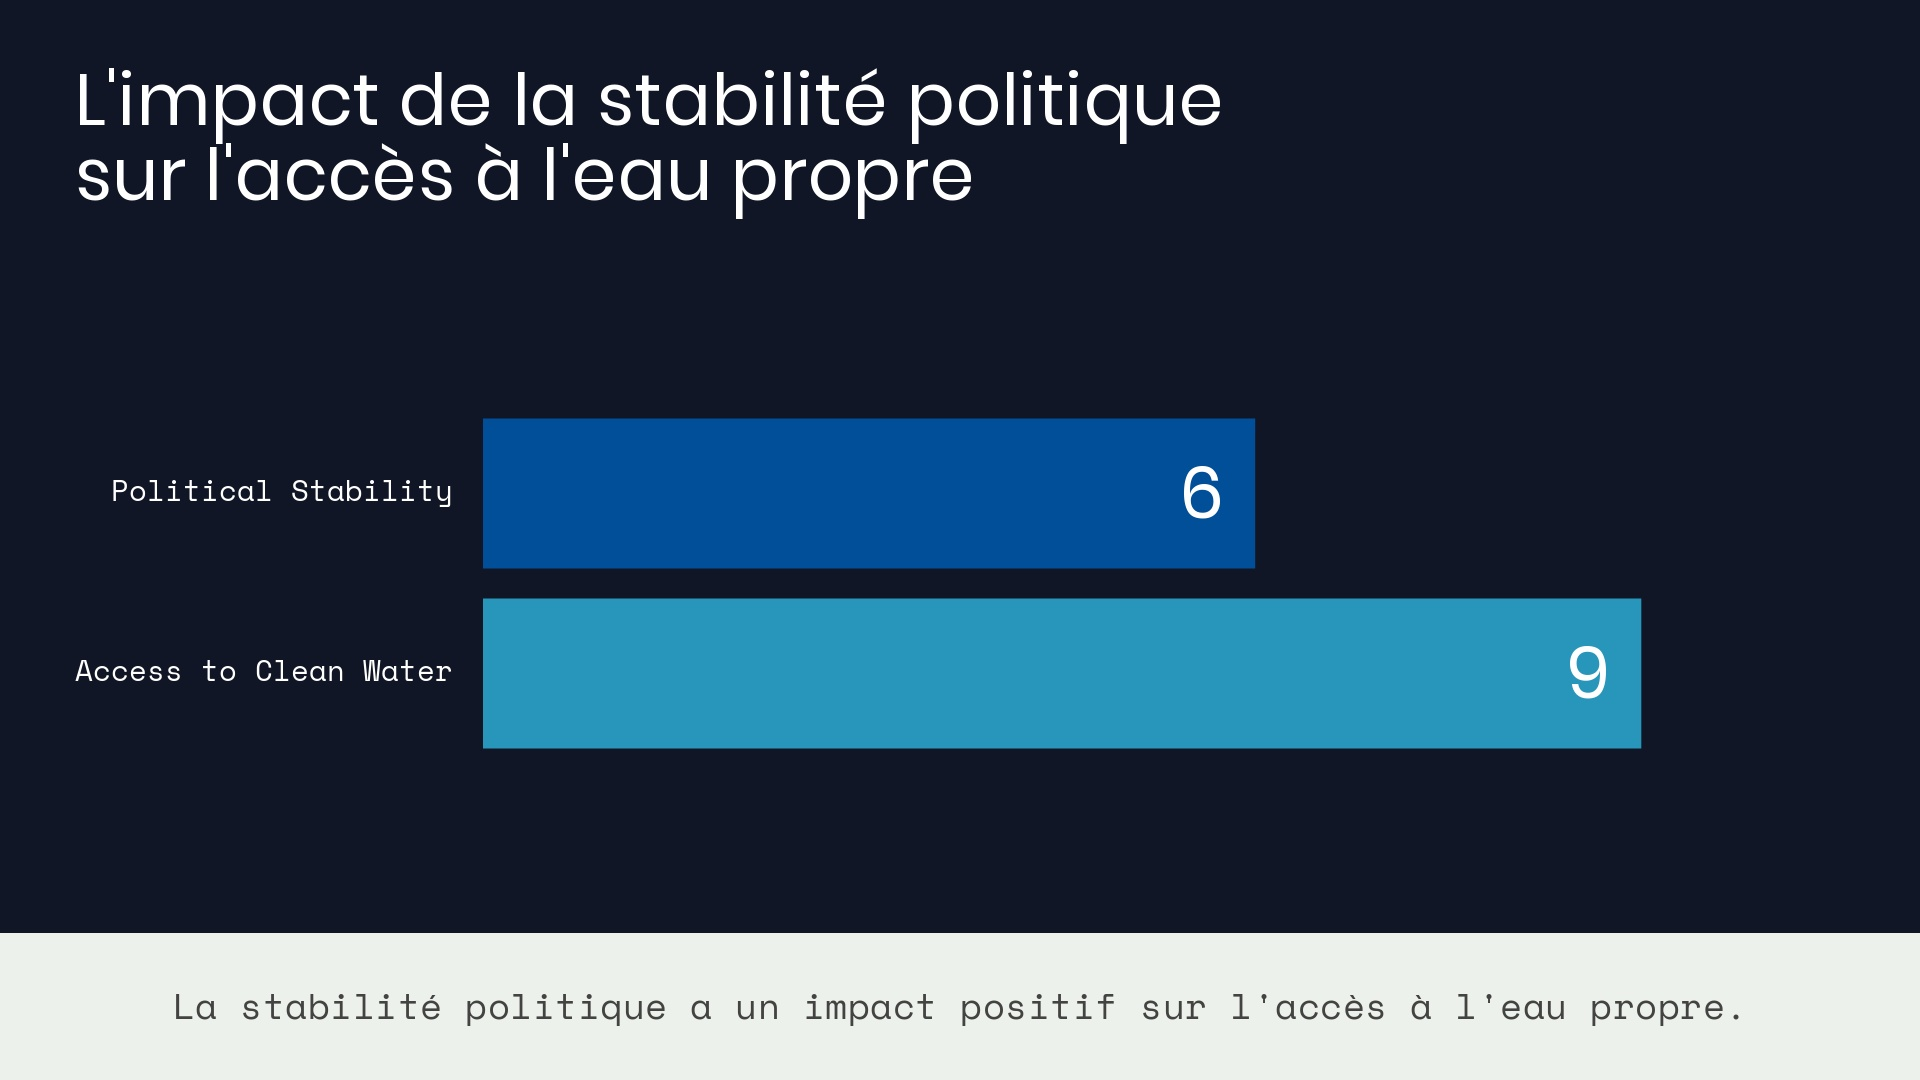 L'impact de la stabilité politique
sur l'accès à l'eau propre
Political Stability
6
Access to Clean Water
9
La stabilité politique a un impact positif sur l'accès à l'eau propre.